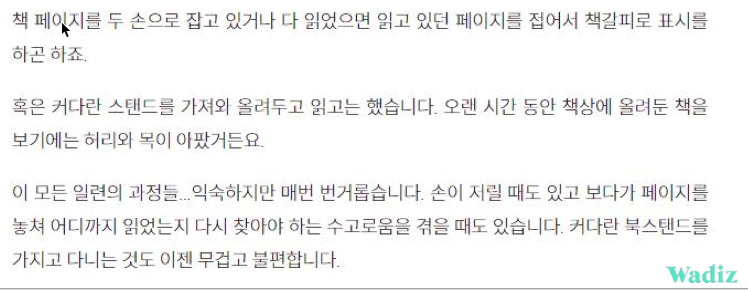 책 페이지를 두 손으로 잡고 있거나 다 읽었으면 읽고 있던 페이지를 접어서 책갈피로 표시를
하곤 하죠.
혹은 커다란 스탠드를 가져와 올려두고 읽고는 했습니다. 오랜 시간 동안 책상에 올려둔 책을
보기에는 허리와 목이 아팠거든요.
이 모든 일련의 과정들...익숙하지만 매번 번거롭습니다. 손이 저릴 때도 있고 보다가 페이지를
놓쳐 어디까지 읽었는지 다시 찾아야 하는 수고로움을 겪을 때도 있습니다. 커다란 북스탠드를
가지고 다니는 것도 이젠 무겁고 불편합니다.
Wadiz